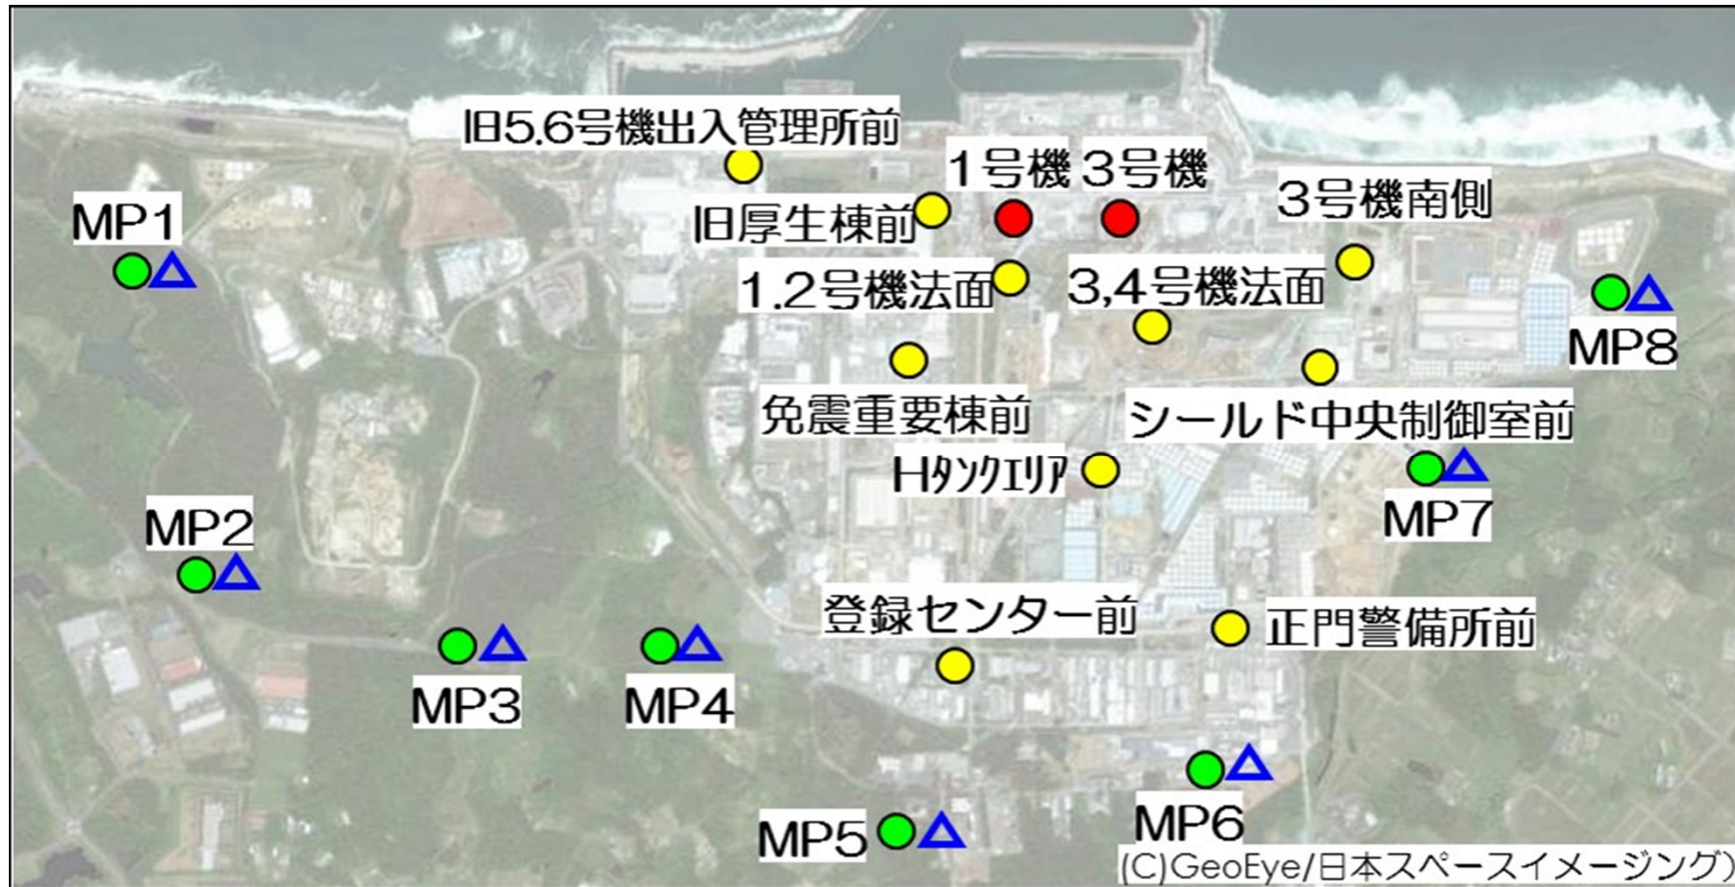 旧5.6号機出入管理所前
1号機
3号機
3号機南側
MP1
旧厚生棟前
1.2号機法面
3,4号機法面
MP8
免震重要棟前
シールド中央制御室前
Hﾀﾝｸｴﾘｱ
MP7
MP2
登録センター前
正門警備所前
MP3
MP4
MP5
MP6
(C)GeoEye/日本スペースイメージング)